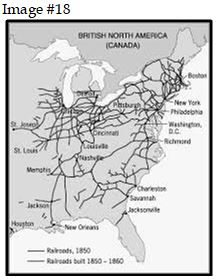 Image #18
BRITISH NORTH AMERICA
(CANADA)
Boston
New York
Pittsburgh
Philadelphia
St. Joseph
Cincinnati
Washington,
D.C.
St. Louis
Louisville
Richmond
Nashville
Memphis
Charleston
Savannah
Jackson
Jacksonville
Houston
New Orleans
Railroads, 1850
Railroads built 1850 – 1860